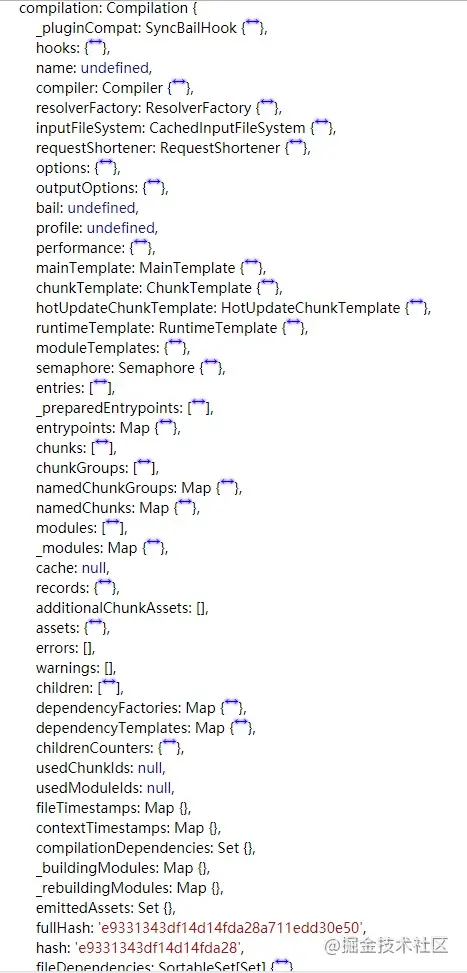 compilation: Compilation {
_pluginCompat: SyncBailHook {↔},
hooks: {↔},
name: undefined,
compiler: Compiler {↔},
resolverFactory: ResolverFactory {↔},
inputFileSystem: CachedInputFileSystem {↔},
requestShortener: RequestShortener {↔},
options: {↔},
outputOptions: {↔},
bail: undefined,
profile: undefined,
performance: {↔},
mainTemplate: MainTemplate {↔},
chunkTemplate: ChunkTemplate {↔},
hotUpdateChunkTemplate: HotUpdateChunkTemplate {↔},
runtimeTemplate: RuntimeTemplate {↔},
moduleTemplates: {↔},
semaphore: Semaphore {↔},
entries: [↔],
_preparedEntrypoints: [↔],
entrypoints: Map {↔},
chunks: [↔],
chunkGroups: [↔],
namedChunkGroups: Map {↔},
namedChunks: Map {↔},
modules: [↔],
_modules: Map {↔},
cache: null,
records: {↔},
additionalChunkAssets: [],
assets: {↔},
errors: [],
warnings: [],
children: [↔],
dependencyFactories: Map {↔},
dependencyTemplates: Map {↔},
childrenCounters: {↔},
usedChunkIds: null,
usedModuleIds: null,
fileTimestamps: Map {},
contextTimestamps: Map {},
compilationDependencies: Set {},
_buildingModules: Map {},
_rebuildingModules: Map {},
emittedAssets: Set {},
fullHash: 'e9331343df14d14fda28a711edd30e50',
hash: 'e9331343df14d14fda28',
@掘金技术社区
fileDependencies: SortableSet[Set] {↔}